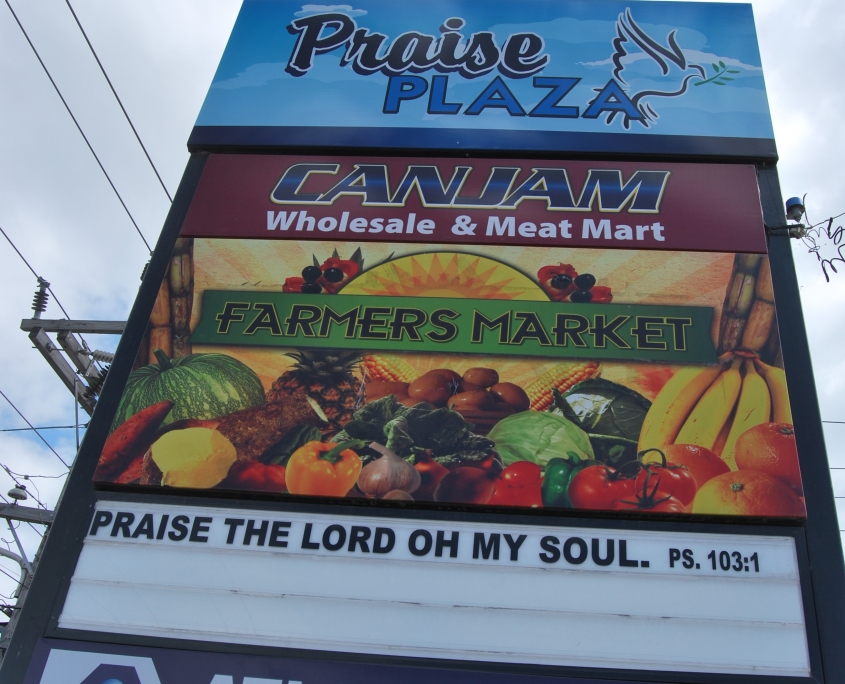 Praise
PLAZA
CANJAM
Wholesale & Meat Mart
FARMERS MARKET
PRAISE THE LORD OH MY SOUL. PS. 103:1